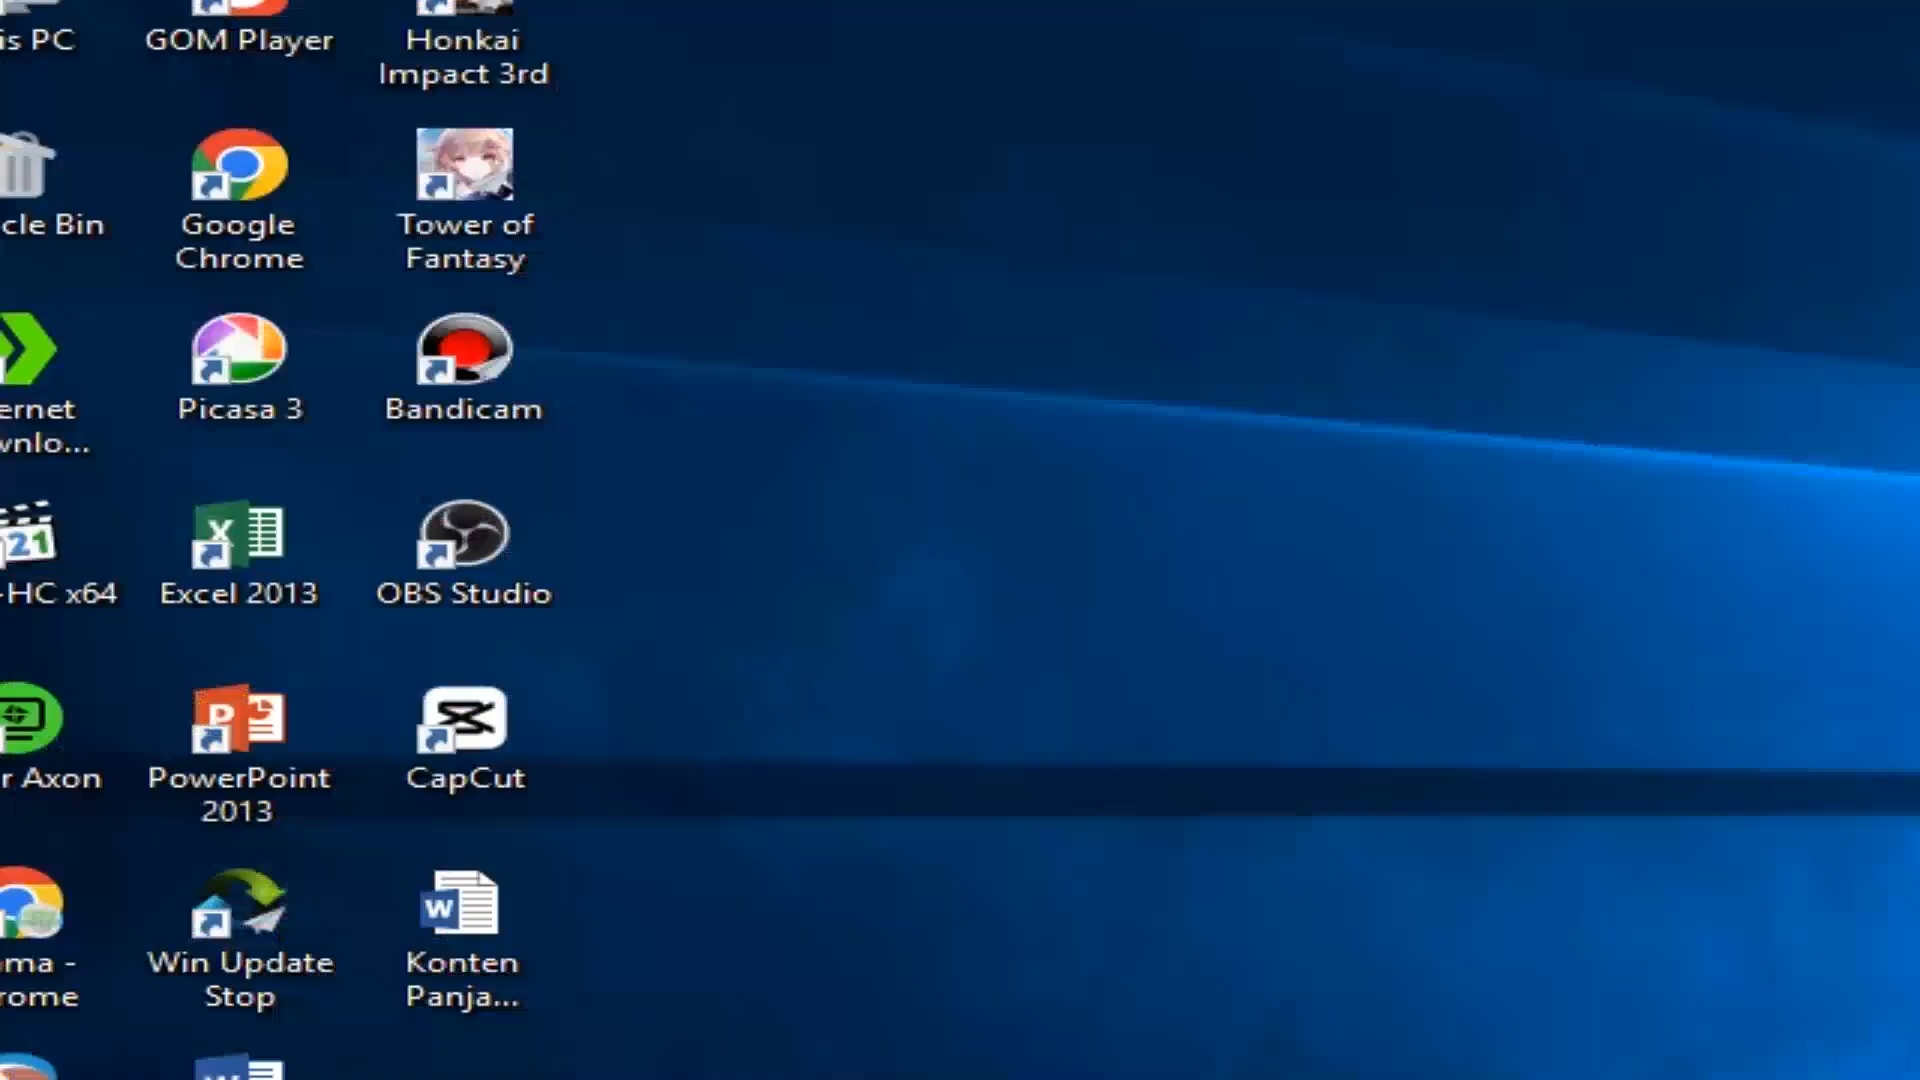 is PC
GOM Player
Honkai
Impact 3rd
cle Bin
Google
Chrome
Tower of
Fantasy
ernet
wnlo...
Picasa 3
Bandicam
21
-HC x64
X
Excel 2013
OBS Studio
r Axon
P
PowerPoint
2013
CapCut
ma -
rome
Win Update
Stop
W
Konten
Panja...